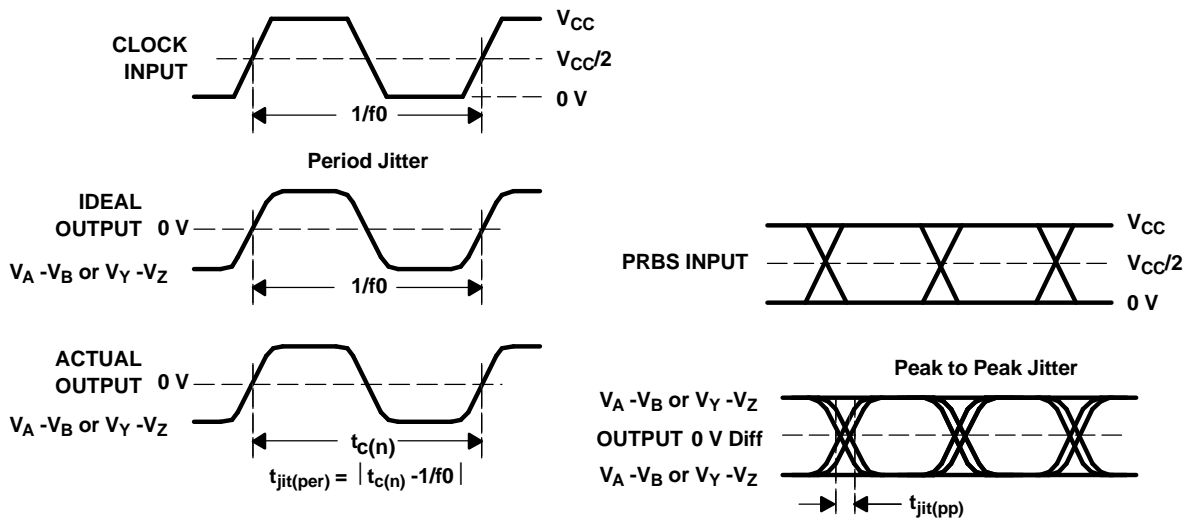 CLOCK
INPUT
V_CC
V_CC/2
0 V
1/f0
Period Jitter
IDEAL
OUTPUT 0 V
V_A -V_B or V_Y -V_Z
1/f0
ACTUAL
OUTPUT 0 V
V_A -V_B or V_Y -V_Z
t_c(n)
t_jit(per) = | t_c(n) -1/f0 |
PRBS INPUT
V_CC
V_CC/2
0 V
Peak to Peak Jitter
V_A -V_B or V_Y -V_Z
OUTPUT 0 V Diff
V_A -V_B or V_Y -V_Z
t_jit(pp)